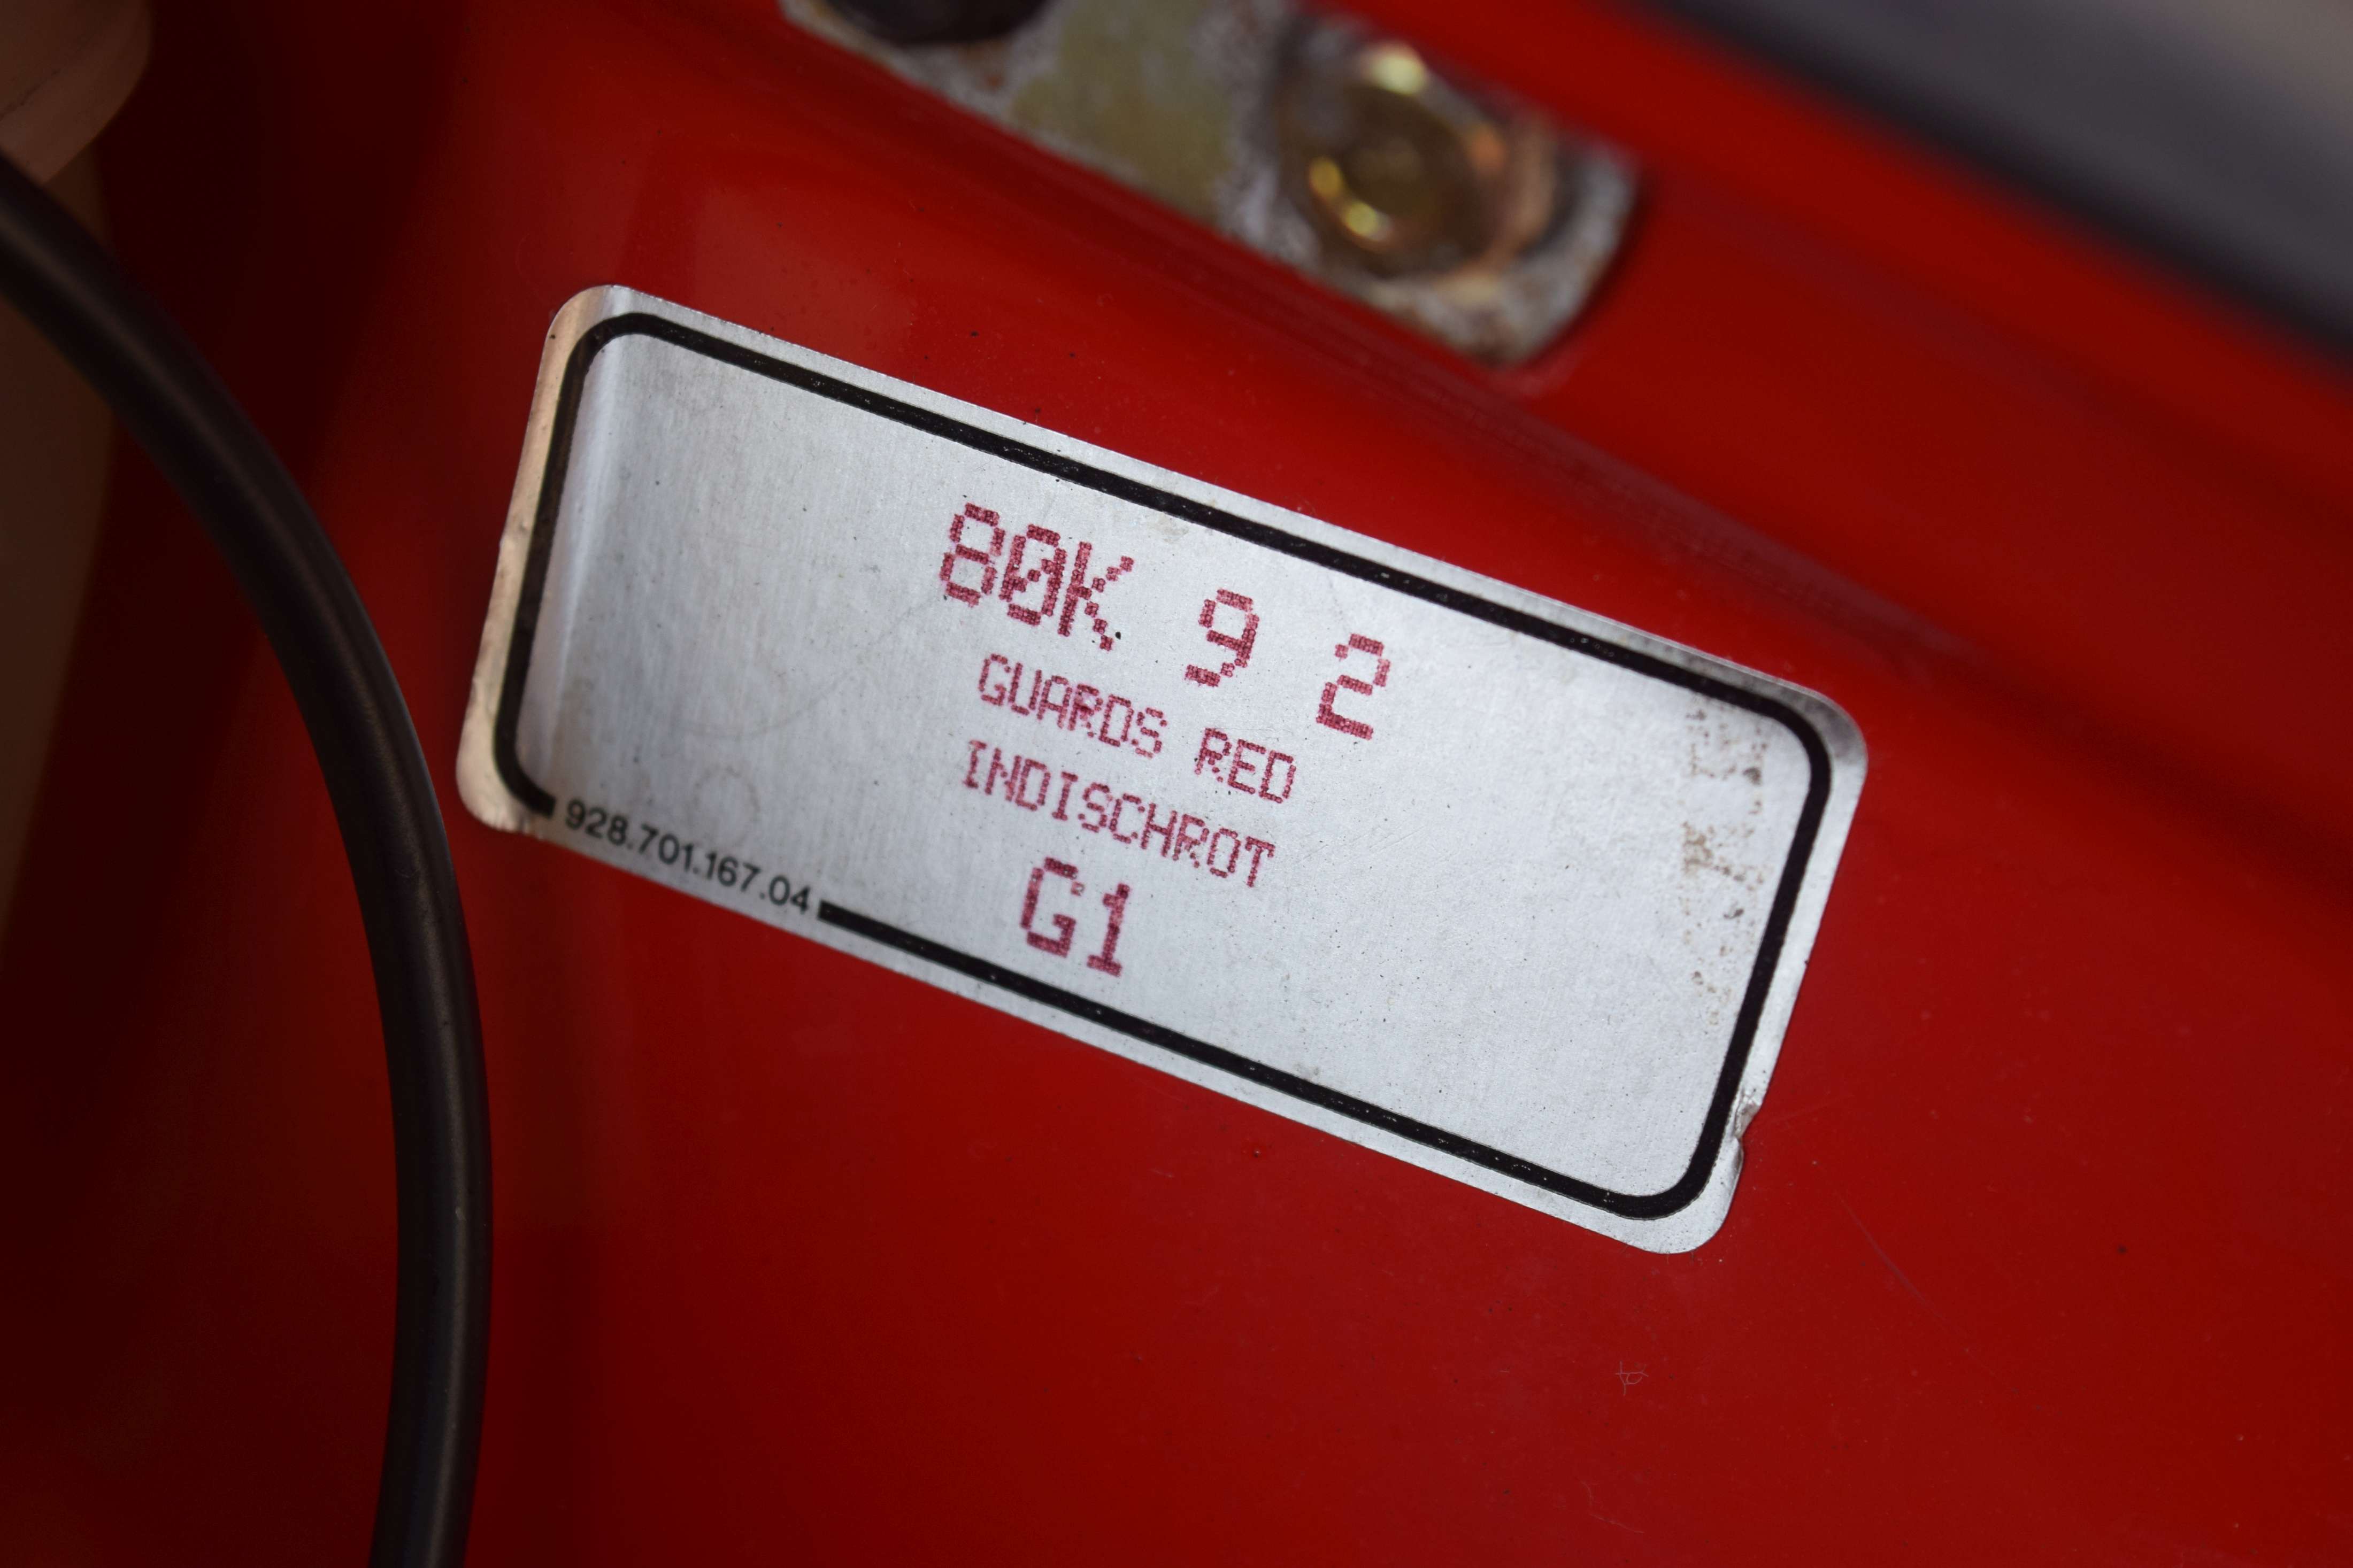 80K 9 2
GUARDS RED
INDISCHROT
G1
928.701.167.04